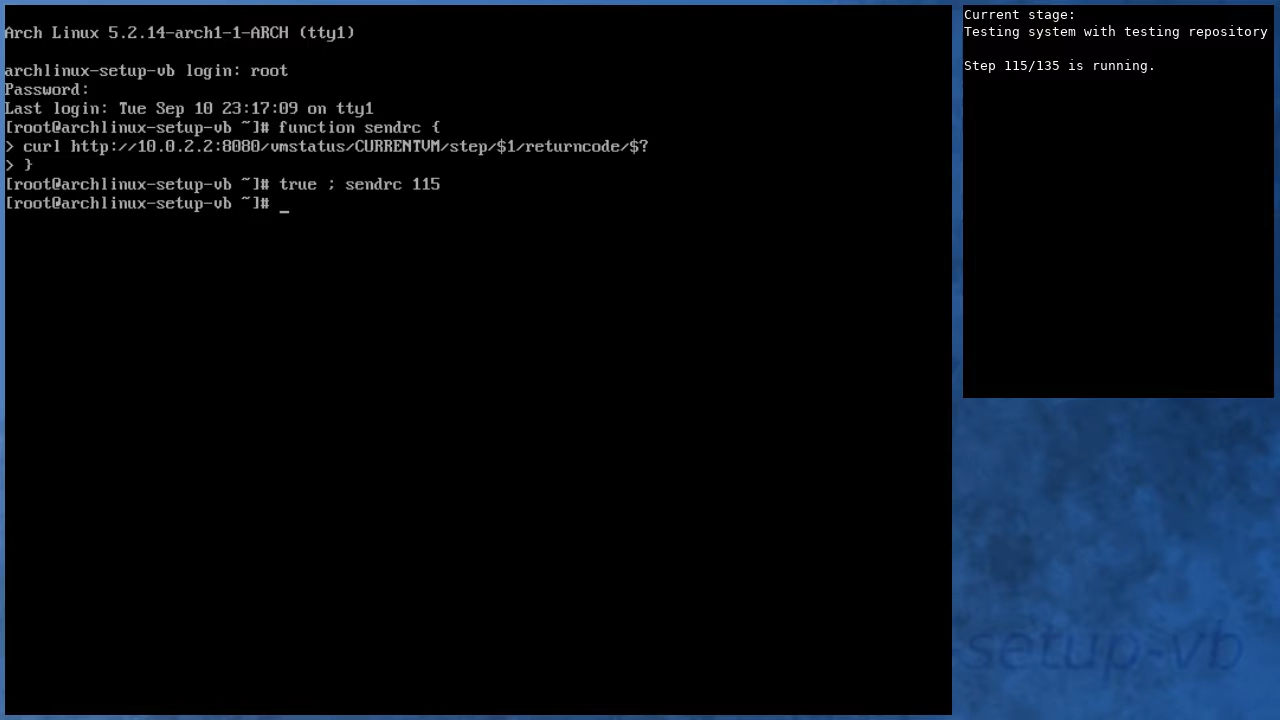 Arch Linux 5.2.14-arch1-1-ARCH (tty1)
archlinux-setup-vb login: root
Password:
Last login: Tue Sep 10 23:17:09 on tty1
[root@archlinux-setup-vb ~]# function sendrc {
> curl http://10.0.2.2:8080/vmstatus/CURRENTVM/step/$1/returncode/$?
> }
[root@archlinux-setup-vb ~]# true ; sendrc 115
[root@archlinux-setup-vb ~]# _
Current stage:
Testing system with testing repository
Step 115/135 is running.
-setup-vb